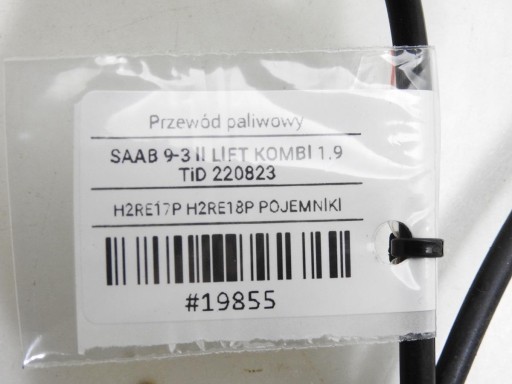 Przewód paliwowy
SAAB 9-3 II LIFT KOMBI 1.9
TiD 220823
H2RE17P H2RE18P POJEMNIKI
#19855